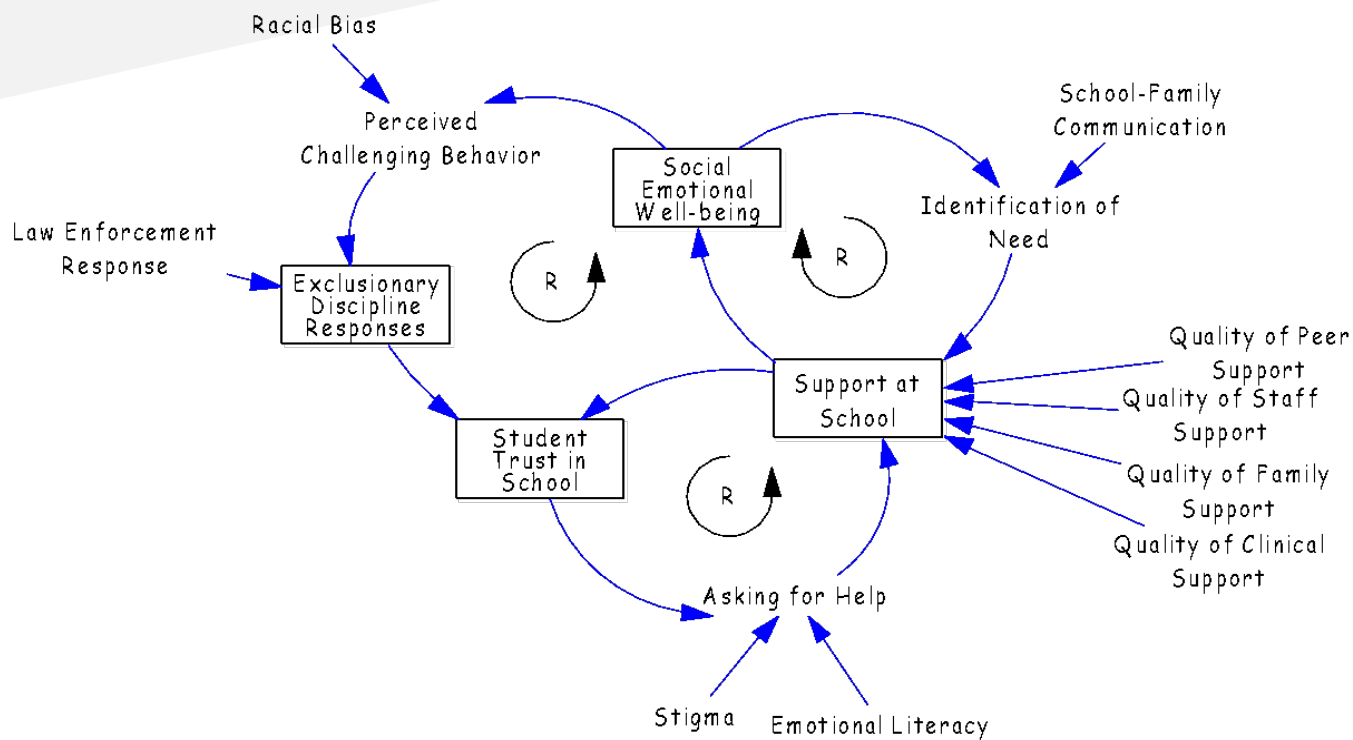 Racial Bias
Perceived
Challenging Behavior
Social
Emotional
Well-being
School-Family
Communication
Identification of
Need
Law Enforcement
Response
Exclusionary
Discipline
Responses
R
R
Quality of Peer
Support
Support at
School
Quality of Staff
Support
Student
Trust in
School
R
Quality of Family
Support
Quality of Clinical
Support
Asking for Help
Stigma
Emotional Literacy